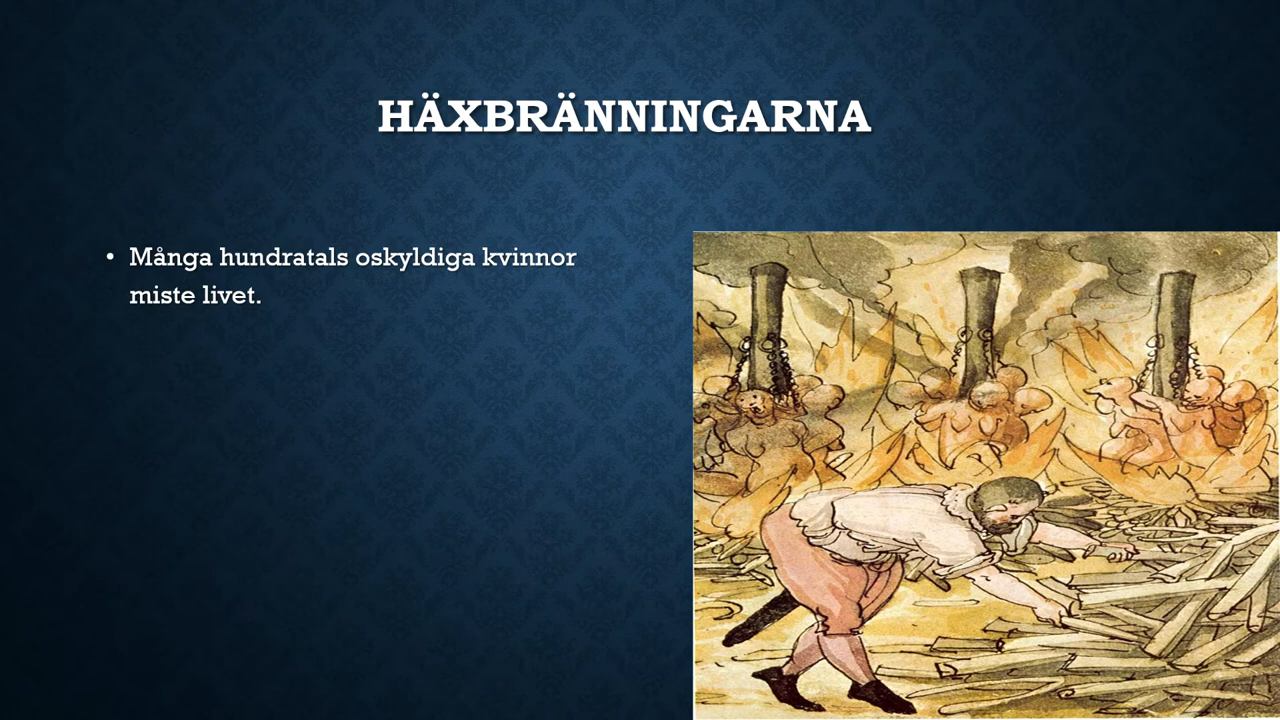 HÄXBRÄNNINGARNA
• Många hundratals oskyldiga kvinnor
miste livet.